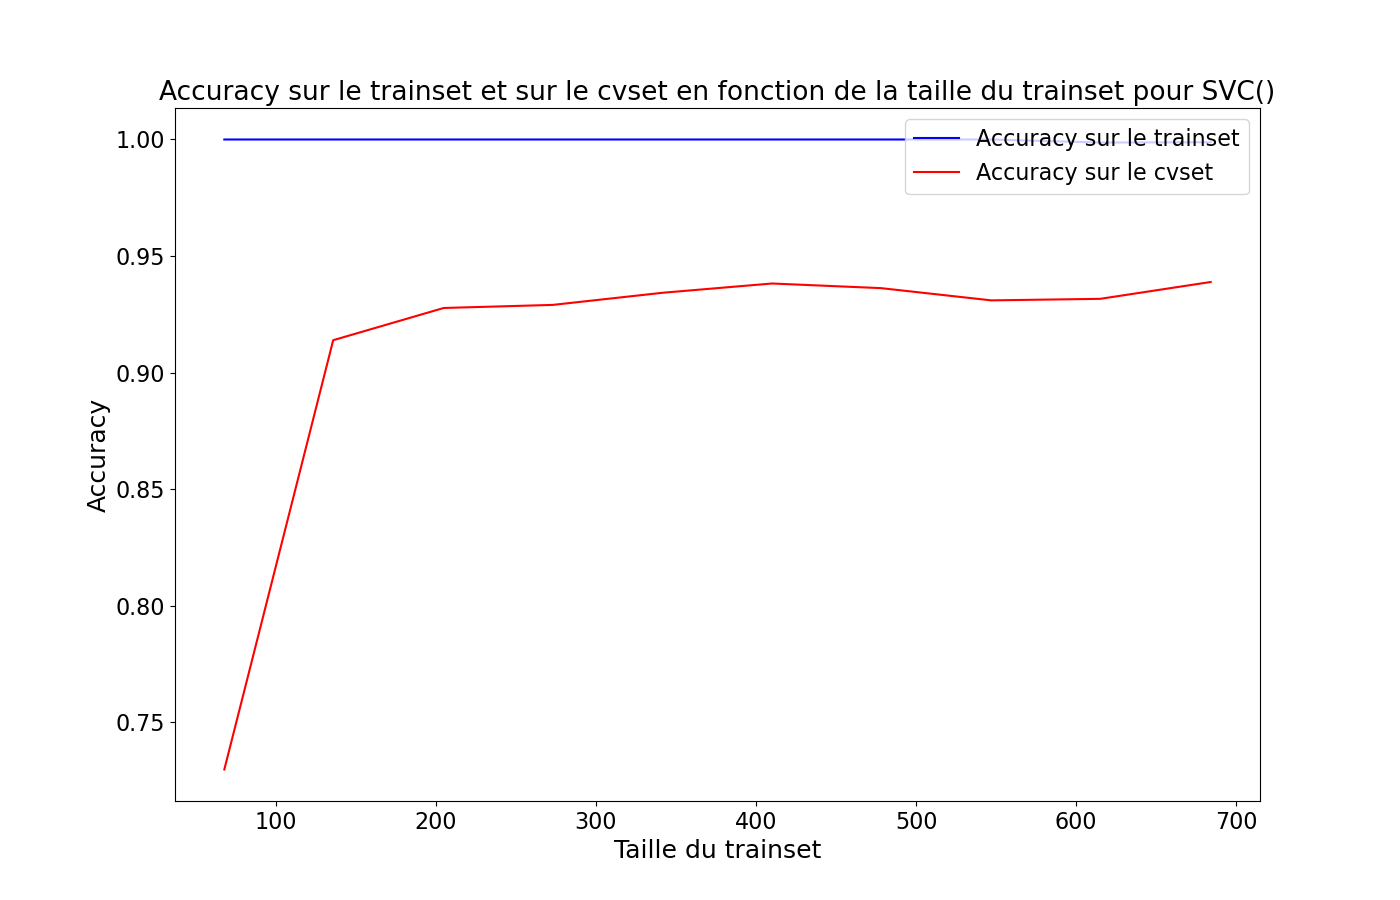 Accuracy sur le trainset et sur le cvset en fonction de la taille du trainset pour SVC()
Accuracy sur le trainset
Accuracy sur le cvset
1.00
0.95
0.90
0.85
0.80
0.75
Accuracy
100 200 300 400 500 600 700
Taille du trainset